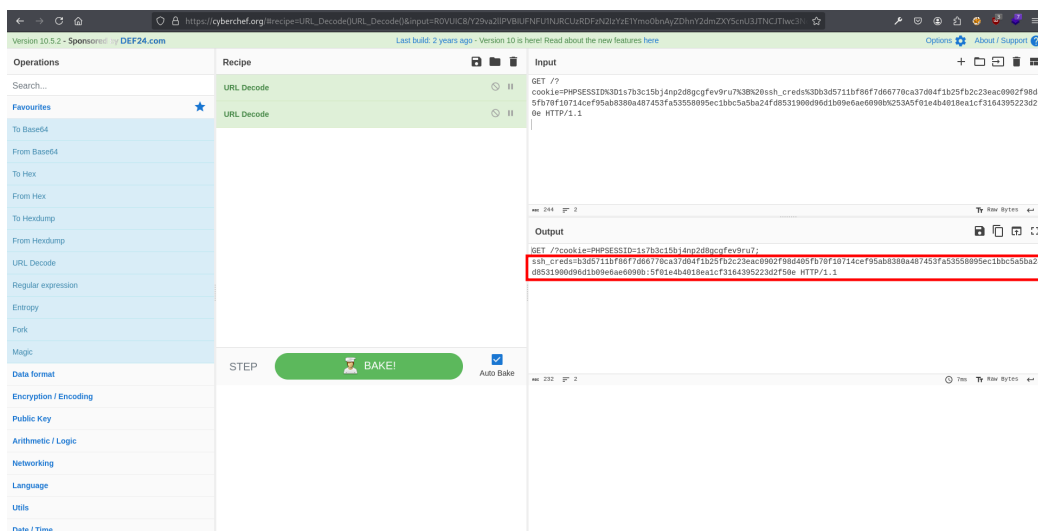 https://cyberchef.org/#recipe=URL_Decode()URL_Decode()&input=R0VUIC8/Y29va2llPVBIUFNFU1NJRCUzRDFzN2IzYzE1Ymo0bnAyZDhnY2dmZXY5cnU3JTNCJTIwc3N
Version 10.5.2 - Sponsored by DEF24.com
Last build: 2 years ago - Version 10 is here! Read about the new features here
Options
About / Support
Operations
Recipe
Input
Search...
Favourites
To Base64
From Base64
To Hex
From Hex
To Hexdump
From Hexdump
URL Decode
Regular expression
Entropy
Fork
Magic
Data format
Encryption / Encoding
Public Key
Arithmetic / Logic
Networking
Language
Utils
Date / Time
URL Decode
URL Decode
STEP
BAKE!
Auto Bake
GET /?
cookie=PHPSESSID%3D1s7b3c15bj4np2d8gcgfev9ru7%3B%20ssh_creds%3Db3d5711bf86f7d66770ca37d04f1b25fb2c23eac0902f98d
5fb70f10714cef95ab8380a487453fa53558095ec1bbc5a5ba24fd8531900d96d1b09e6ae6090b%253A5f01e4b4018ea1cf3164395223d2
0e HTTP/1.1
244 2
Raw Bytes
Output
GET /?cookie=PHPSESSID=1s7b3c15bj4np2d8gcgfev9ru7;
ssh_creds=b3d5711bf86f7d66770ca37d04f1b25fb2c23eac0902f98d405fb70f10714cef95ab8380a487453fa53558095ec1bbc5a5ba2
d8531900d96d1b09e6ae6090b:5f01e4b4018ea1cf3164395223d2f50e HTTP/1.1
232 2
7ms
Raw Bytes